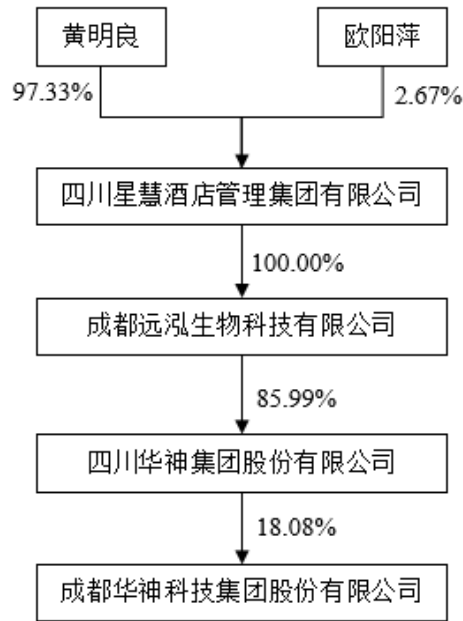 黄明良
欧阳萍
97.33%
2.67%
四川星慧酒店管理集团有限公司
100.00%
成都远泓生物科技有限公司
85.99%
四川华神集团股份有限公司
18.08%
成都华神科技集团股份有限公司